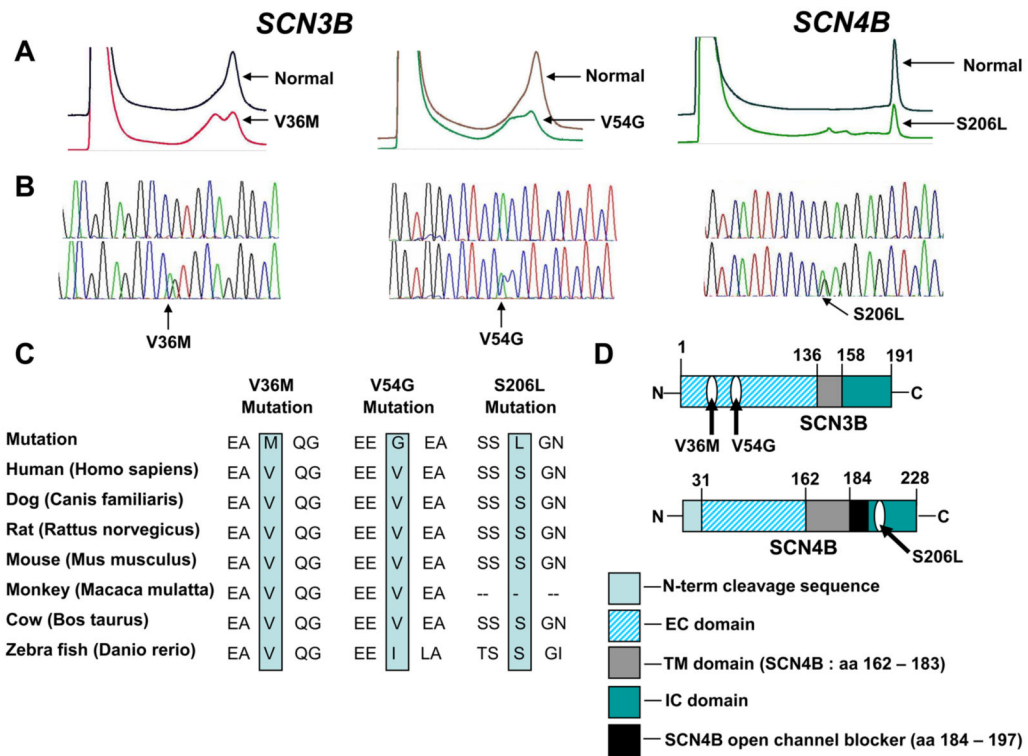 SCN3B
SCN4B
A
Normal
V36M
Normal
V54G
Normal
S206L
B
V36M
V54G
S206L
C
V36M Mutation
V54G Mutation
S206L Mutation
Mutation EA M QG EE G EA SS L GN
Human (Homo sapiens) EA V QG EE V EA SS S GN
Dog (Canis familiaris) EA V QG EE V EA SS S GN
Rat (Rattus norvegicus) EA V QG EE V EA SS S GN
Mouse (Mus musculus) EA V QG EE V EA SS S GN
Monkey (Macaca mulatta) EA V QG EE V EA -- - --
Cow (Bos taurus) EA V QG EE V EA SS S GN
Zebra fish (Danio rerio) EA V QG EE I LA TS S GI
D
1 136 158 191
N C
V36M V54G SCN3B
31 162 184 228
N C
SCN4B S206L
N-term cleavage sequence
EC domain
TM domain (SCN4B : aa 162 – 183)
IC domain
SCN4B open channel blocker (aa 184 – 197)